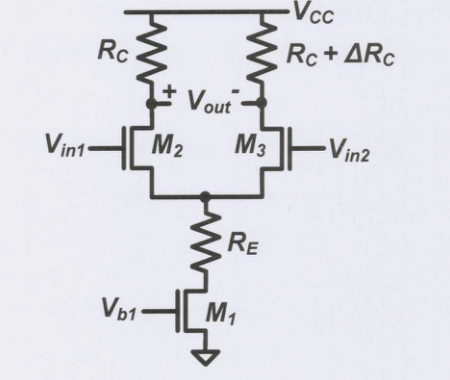 VCC
RC
RC + ΔRC
+ Vout -
Vin1
M2
M3
Vin2
RE
Vb1
M1